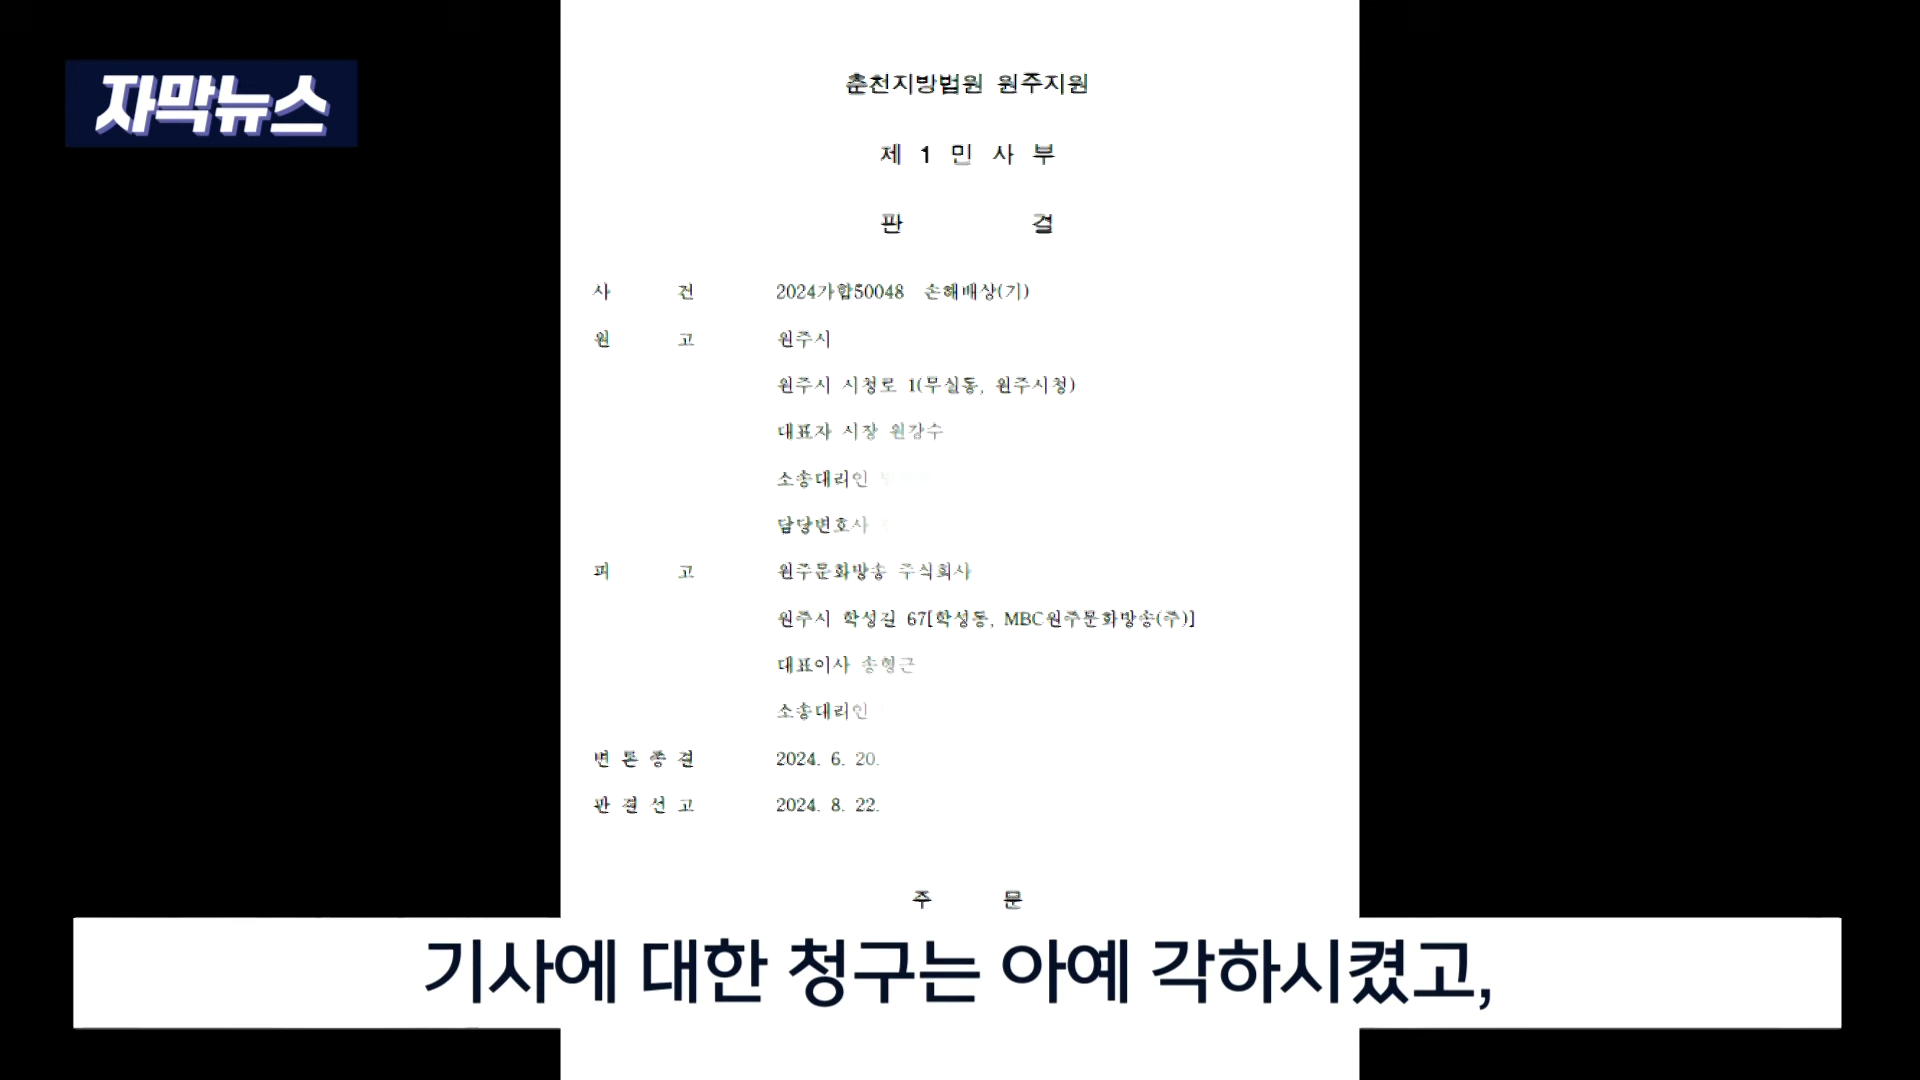 자막뉴스
춘천지방법원 원주지원
제 1 민 사 부
판 결
사 건 2024가합50048 손해배상(기)
원 고 원주시
원주시 시청로 1(무실동, 원주시청)
대표자 시장 원강수
소송대리인
담당변호사
피 고 원주문화방송 주식회사
원주시 학성길 67[학성동, MBC원주문화방송(주)]
대표이사 송형근
소송대리인
변 론 종 결 2024. 6. 20.
판 결 선 고 2024. 8. 22.
주 문
기사에 대한 청구는 아예 각하시켰고,